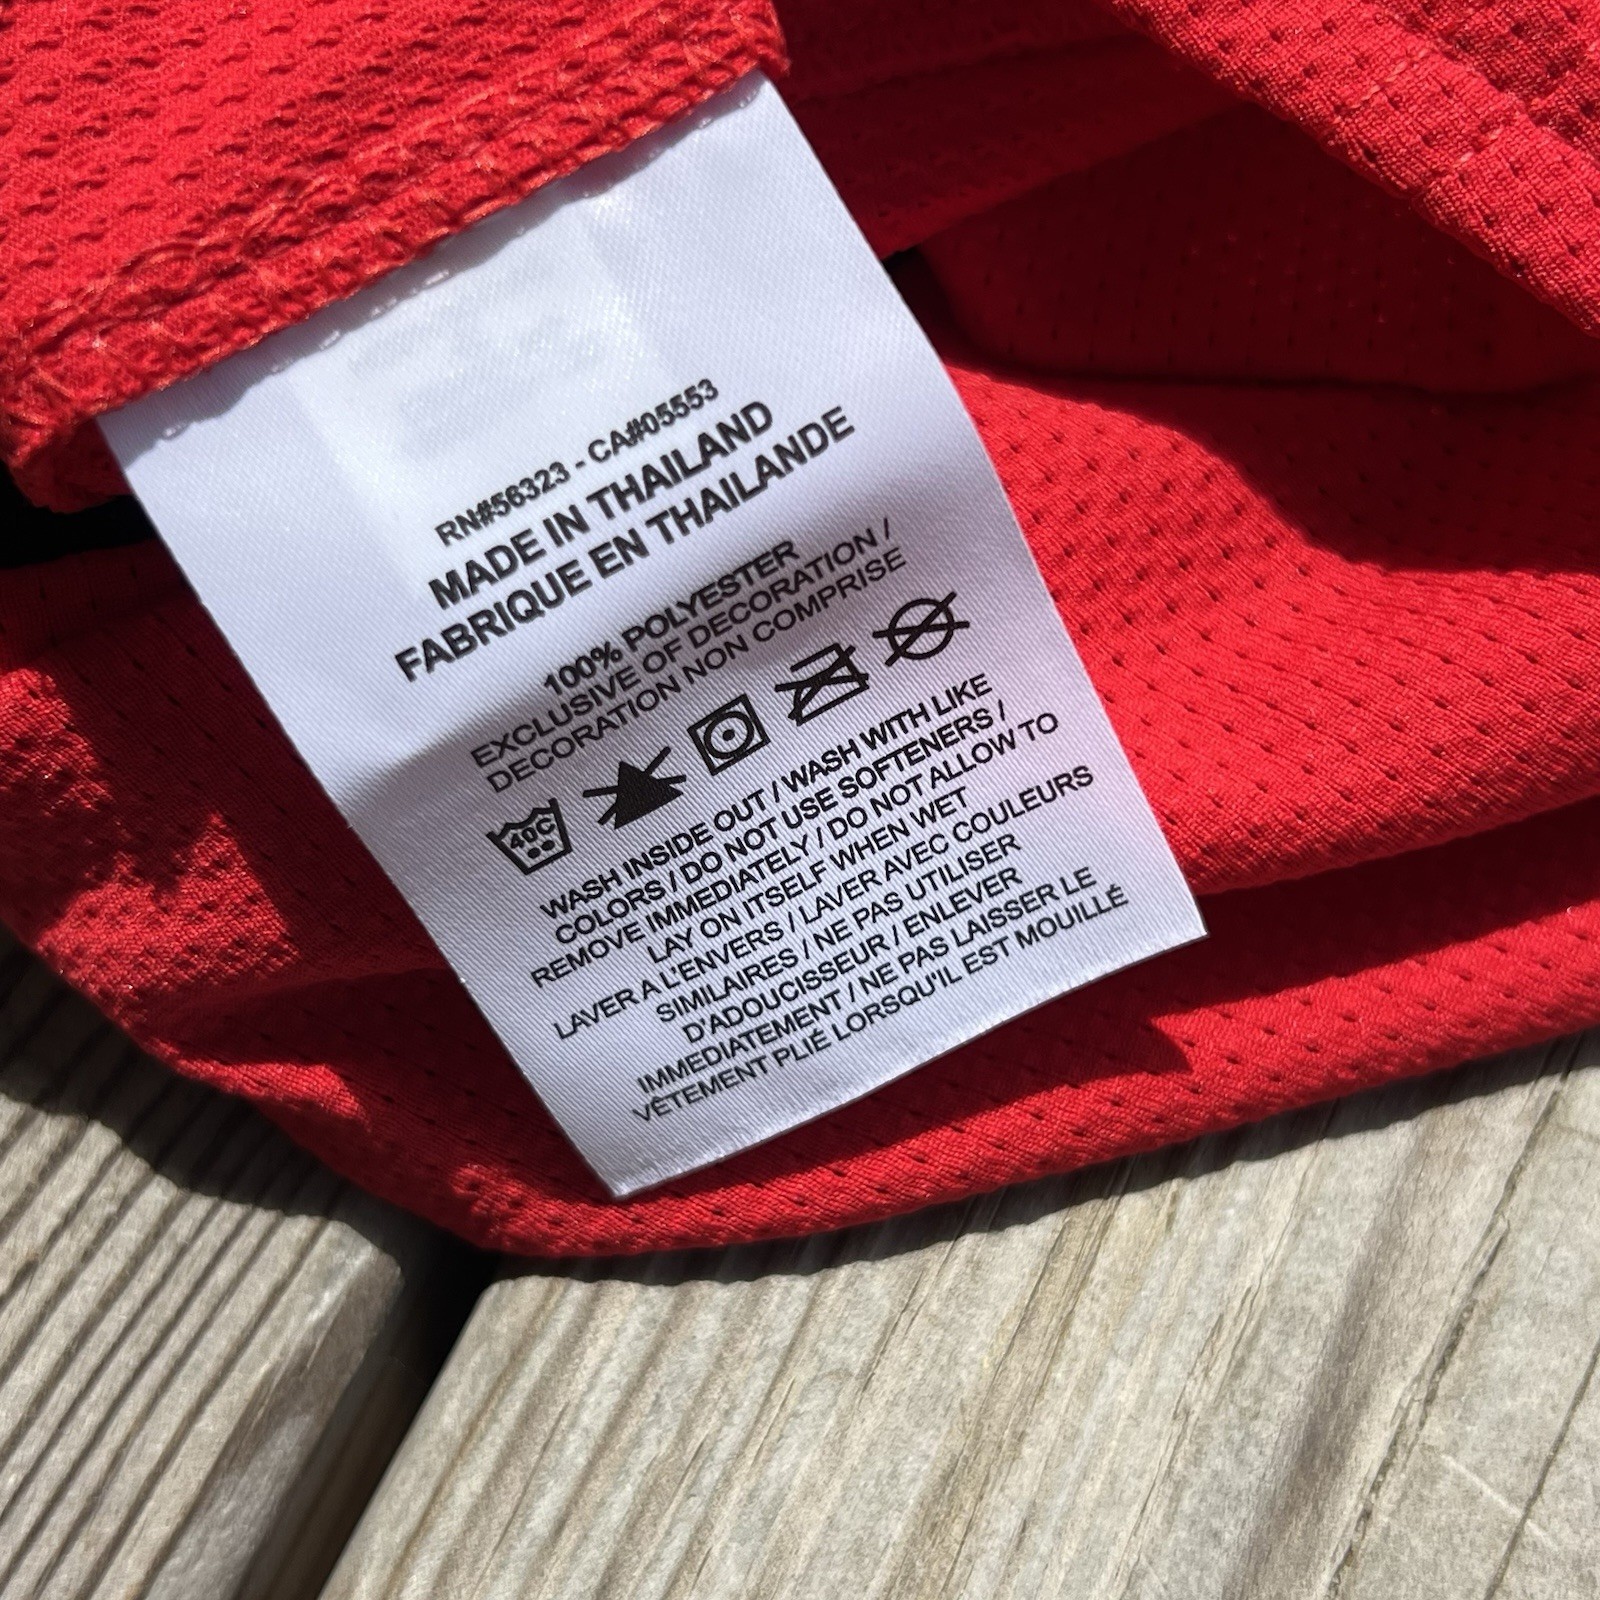 RN#56323 - CA#05553
MADE IN THAILAND
FABRIQUE EN THAILANDE
100% POLYESTER
EXCLUSIVE OF DECORATION /
DECORATION NON COMPRISE
40C
WASH INSIDE OUT / WASH WITH LIKE
COLORS / DO NOT USE SOFTENERS /
REMOVE IMMEDIATELY / DO NOT ALLOW TO
LAY ON ITSELF WHEN WET
LAVER A L'ENVERS / LAVER AVEC COULEURS
SIMILAIRES / NE PAS UTILISER
D'ADOUCISSEUR / ENLEVER
IMMEDIATEMENT / NE PAS LAISSER LE
VÊTEMENT PLIÉ LORSQU'IL EST MOUILLÉ